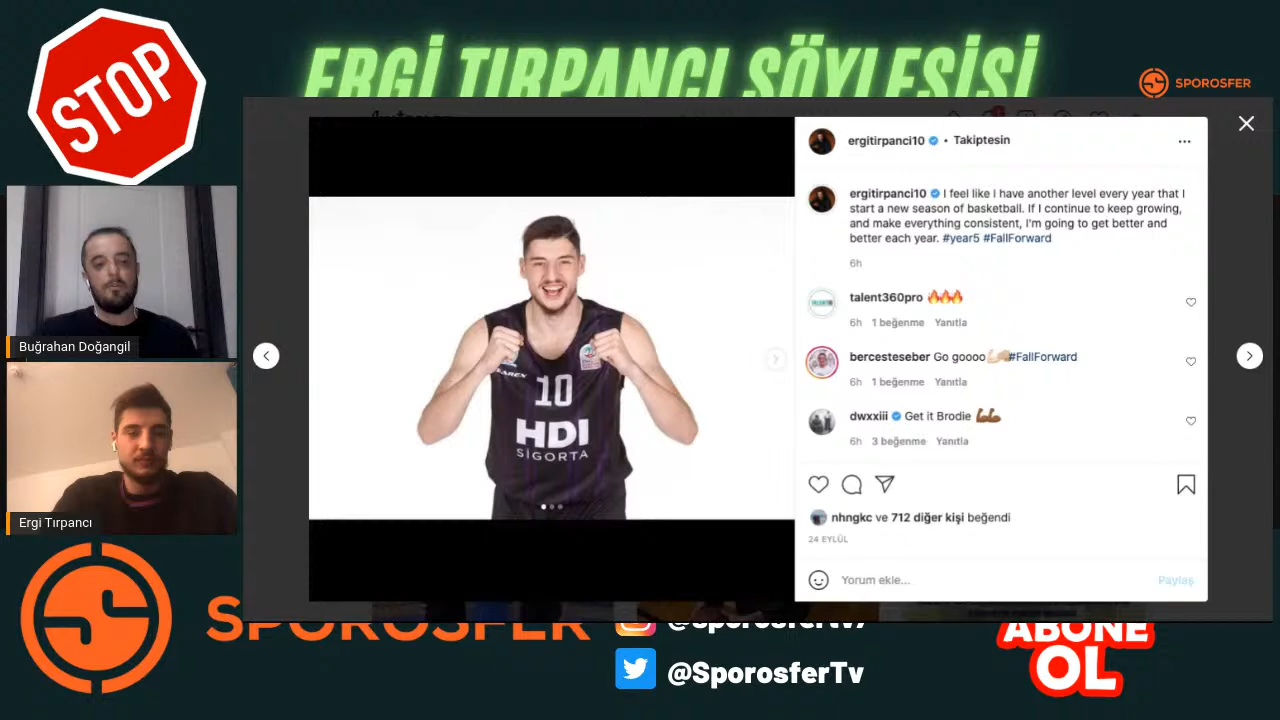 STOP
ERGİ TIRPANCI SÖYLEŞİSİ
SPOROSFER
ergitirpanci10 • Takiptesin
ergitirpanci10 I feel like I have another level every year that I
start a new season of basketball. If I continue to keep growing,
and make everything consistent, I'm going to get better and
better each year. #year5 #FallForward
6h
talent360pro 🔥🔥🔥
6h 1 beğenme Yanıtla
bercesteseber Go goooo💪🏻👊🏻#FallForward
6h 1 beğenme Yanıtla
dwxxiii Get it Brodie 💪🏾💪🏾
6h 3 beğenme Yanıtla
nhngkc ve 712 diğer kişi beğendi
24 EYLÜL
Yorum ekle...
Paylaş
10
HDI
SİGORTA
Buğrahan Doğangil
Ergi Tırpancı
SPOROSFER
@SporosferTv
ABONE
OL